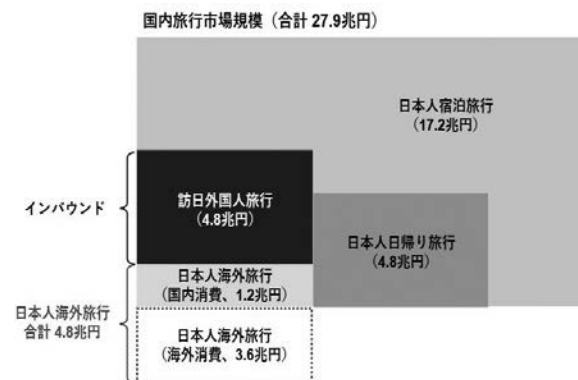 国内旅行市場規模（合計 27.9兆円）
日本人宿泊旅行
（17.2兆円）
インバウンド
訪日外国人旅行
（4.8兆円）
日本人日帰り旅行
（4.8兆円）
日本人海外旅行
（国内消費、1.2兆円）
日本人海外旅行
合計 4.8兆円
日本人海外旅行
（海外消費、3.6兆円）